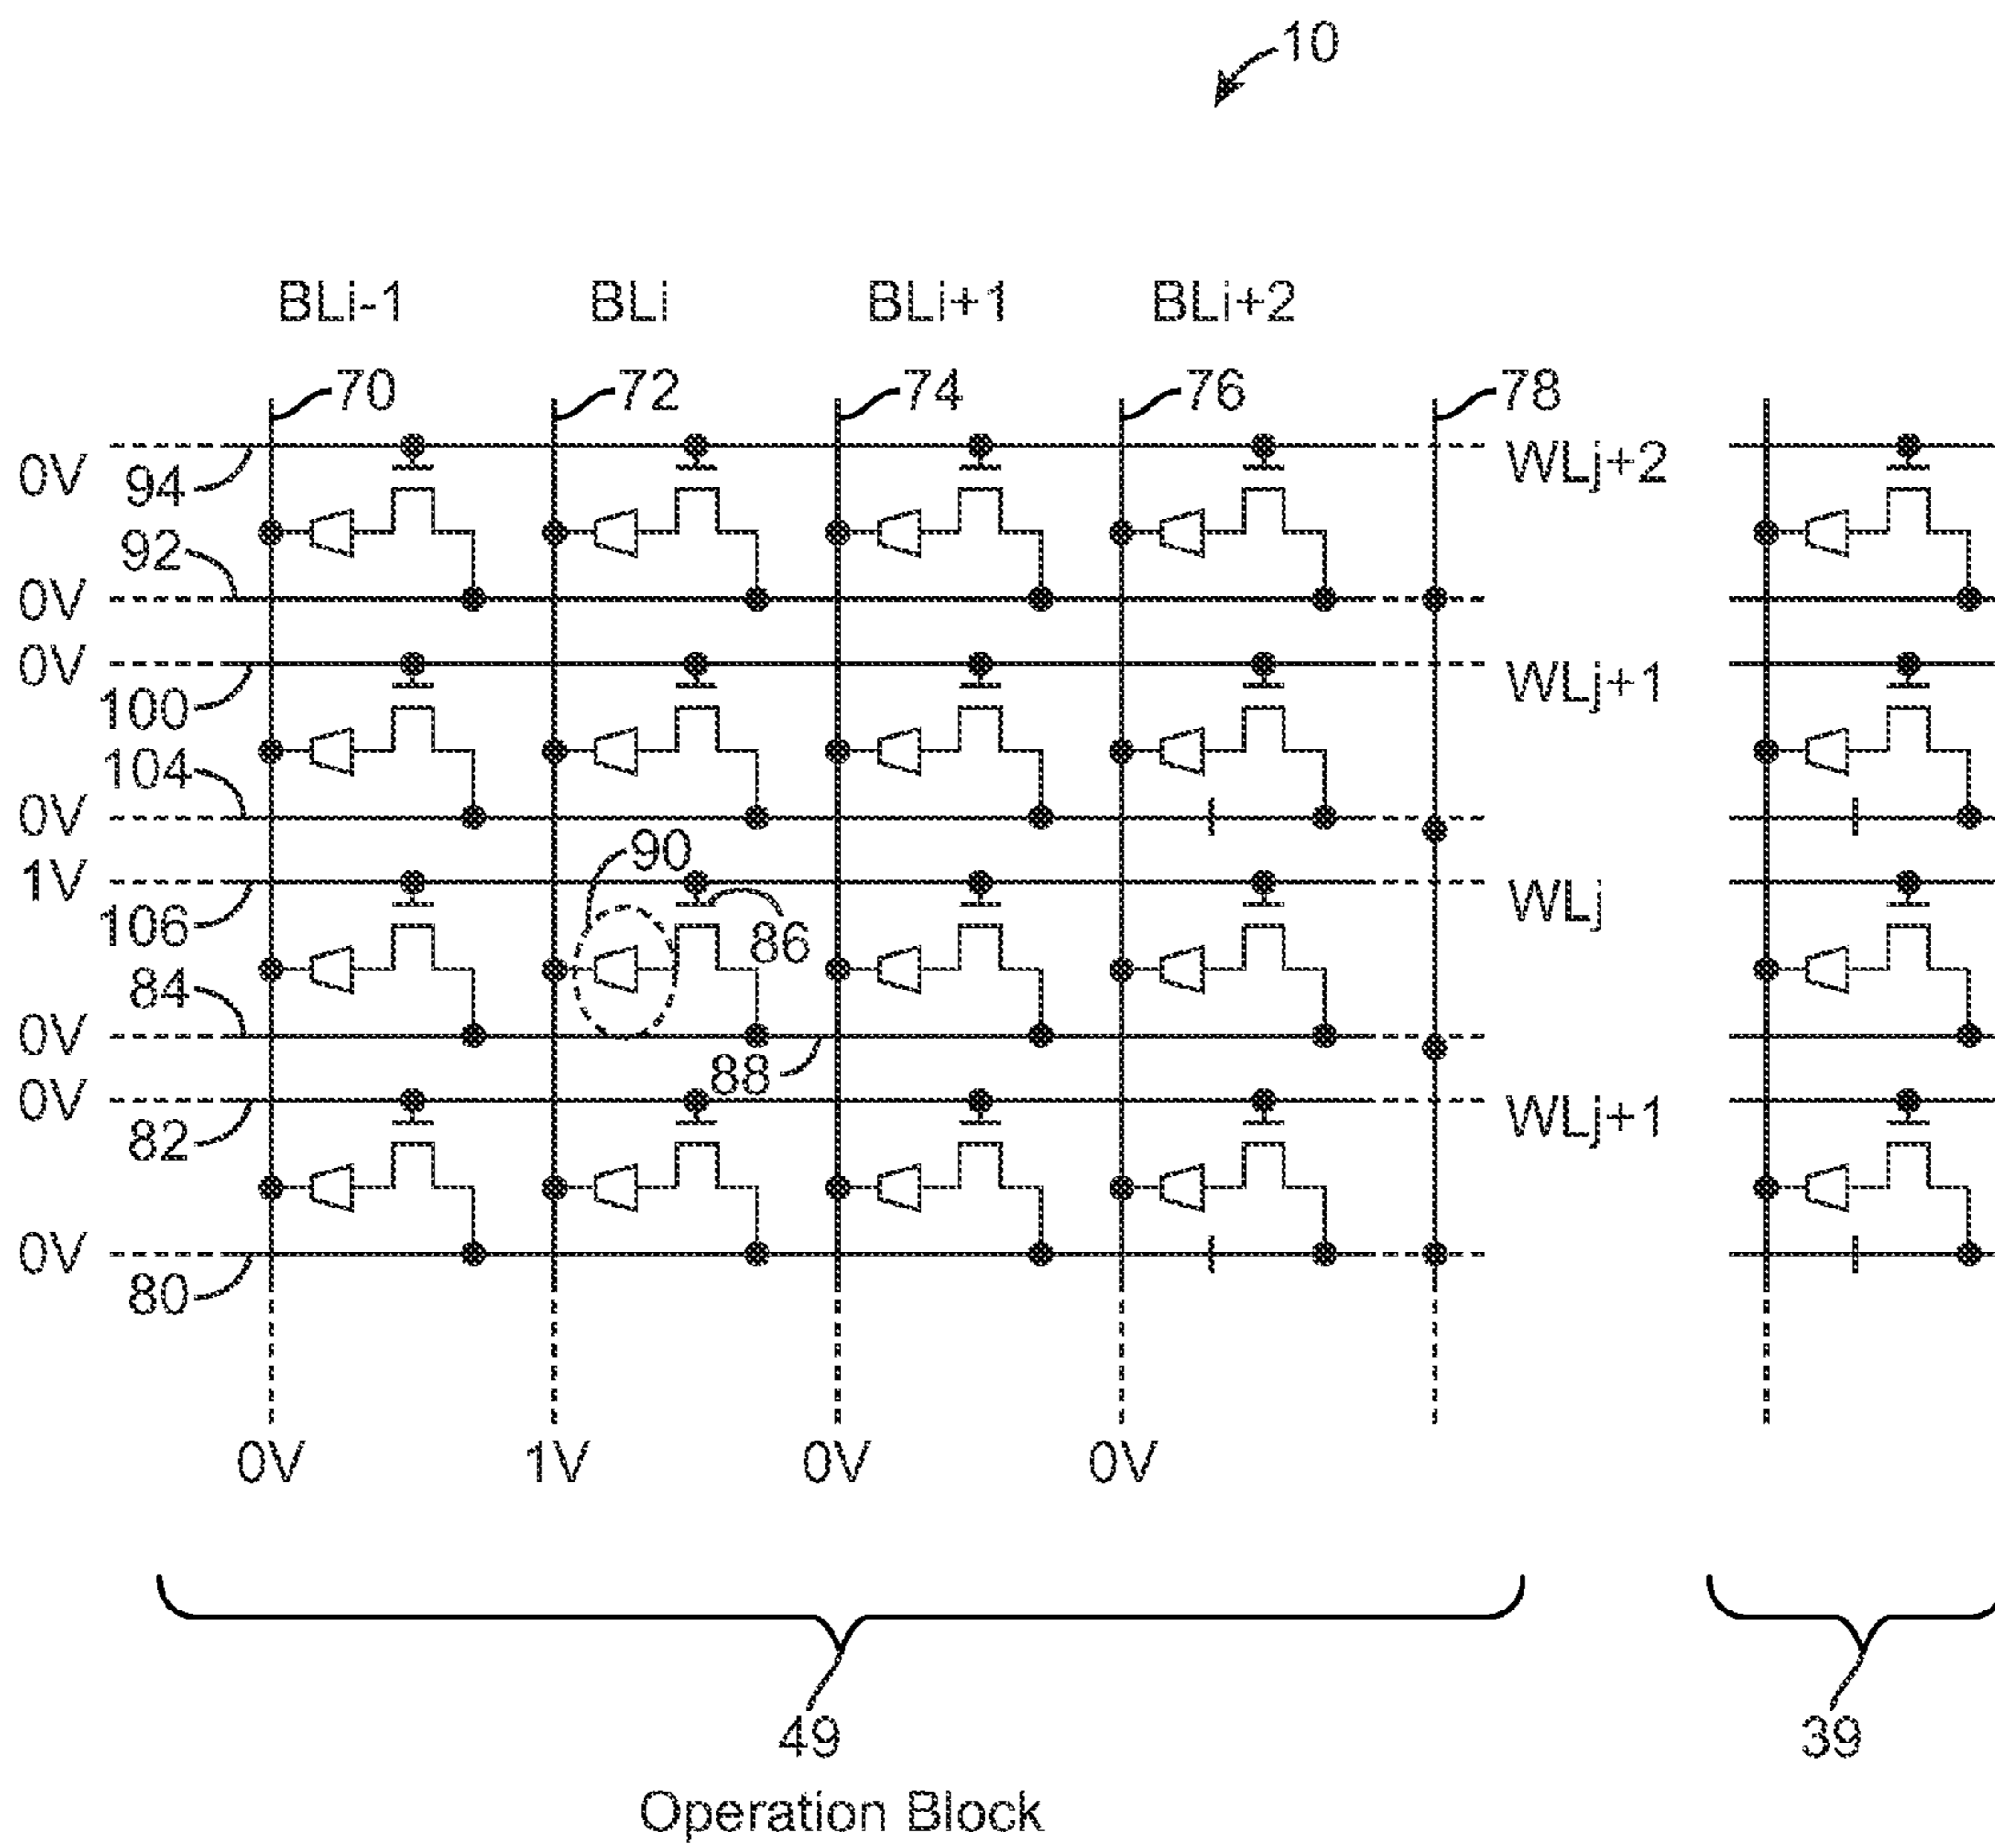 10
BLi-1 BLi BLi+1 BLi+2
70 72 74 76 78
0V 94 WLj+2
92
0V
0V 100 WLj+1
104
0V 90
1V 106 86 WLj
84
0V 88
0V 82 WLj+1
0V 80
0V 1V 0V 0V
49 39
Operation Block